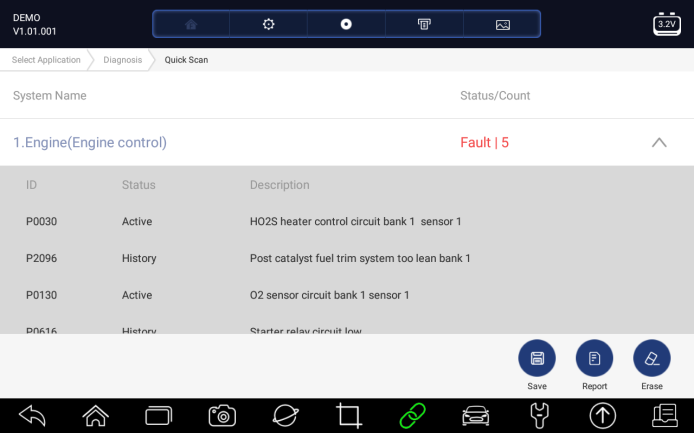 DEMO
V1.01.001
3.2V
Select Application Diagnosis Quick Scan
System Name Status/Count
1.Engine(Engine control) Fault | 5
ID Status Description
P0030 Active HO2S heater control circuit bank 1 sensor 1
P2096 History Post catalyst fuel trim system too lean bank 1
P0130 Active O2 sensor circuit bank 1 sensor 1
P0616 History Starter relay circuit low
Save Report Erase